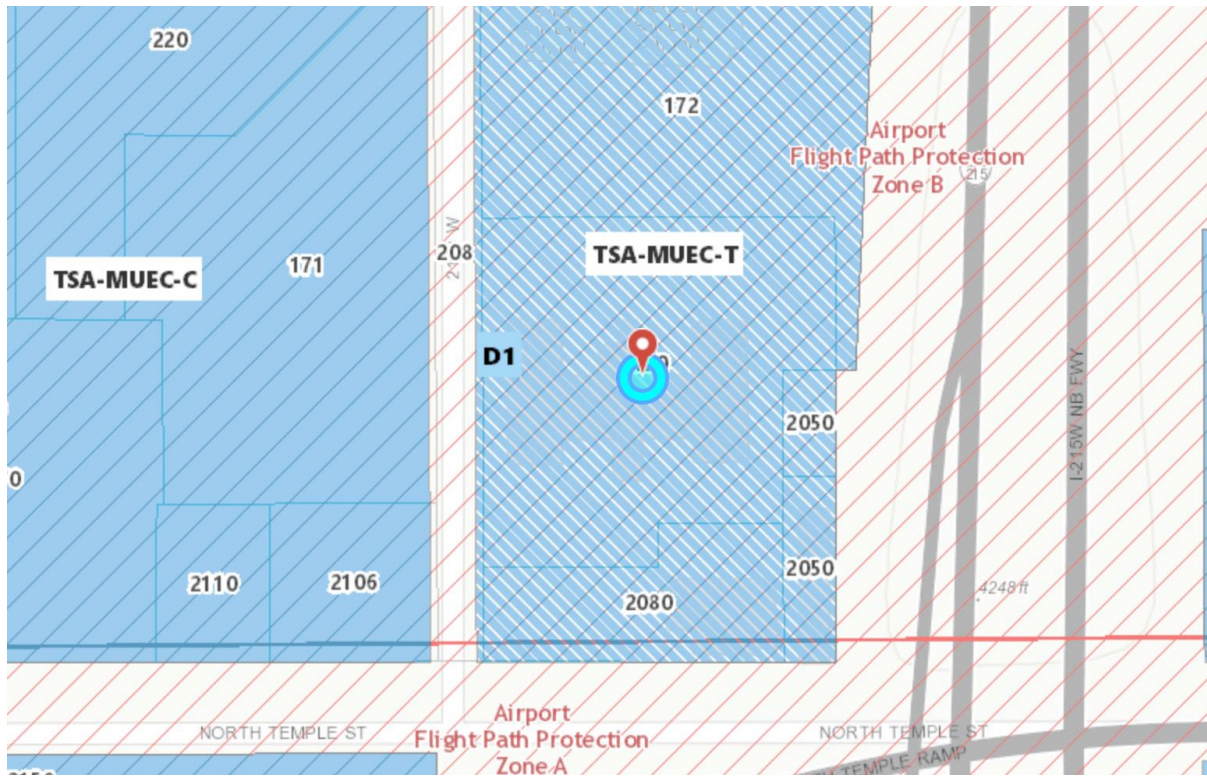 220
172
Airport
Flight Path Protection
Zone B
215
TSA-MUEC-T
208
171
TSA-MUEC-C
D1
2050
I-215W NB FWY
0
2110
2106
2050
2080
4248 ft
NORTH TEMPLE ST
NORTH TEMPLE ST
Airport
Flight Path Protection
Zone A
TEMPLE RAMP